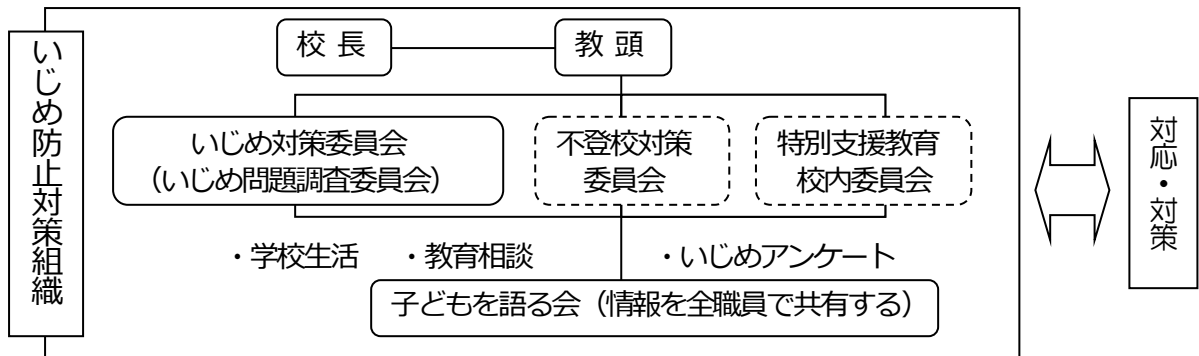 いじめ防止対策組織
校長
教頭
いじめ対策委員会
（いじめ問題調査委員会）
不登校対策
委員会
特別支援教育
校内委員会
・学校生活
・教育相談
・いじめアンケート
子どもを語る会（情報を全職員で共有する）
対応・対策